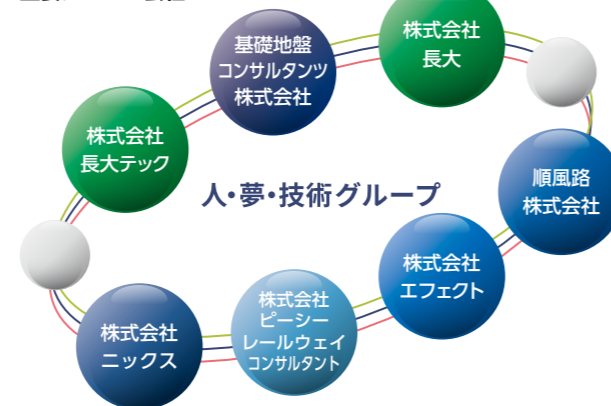 株式会社
長大
基礎地盤
コンサルタンツ
株式会社
株式会社
長大テック
人・夢・技術グループ
順風路
株式会社
株式会社
エフェクト
株式会社
ピーシー
レールウェイ
コンサルタント
株式会社
ニックス